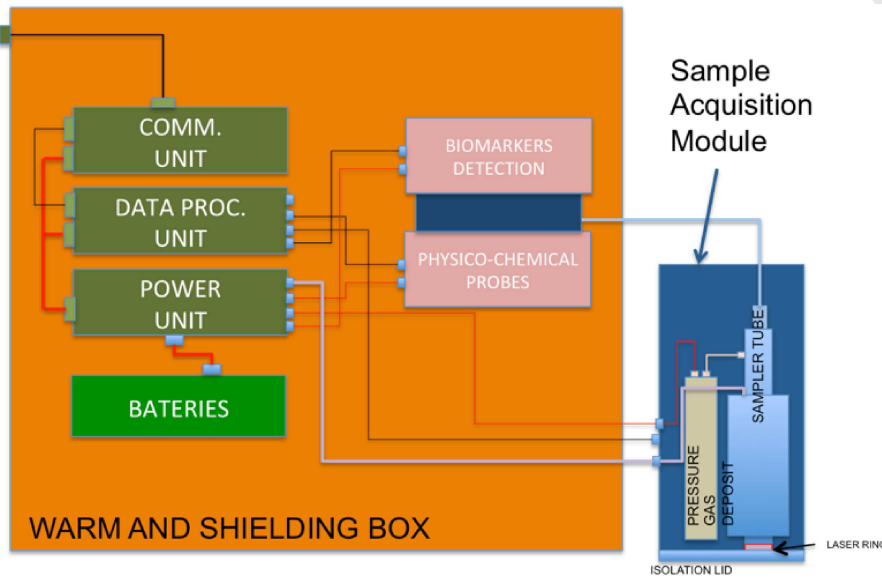 Sample
Acquisition
Module
COMM.
UNIT
BIOMARKERS
DETECTION
DATA PROC.
UNIT
PHYSICO-CHEMICAL
PROBES
POWER
UNIT
SAMPLER TUBE
BATERIES
PRESSURE
GAS
DEPOSIT
WARM AND SHIELDING BOX
LASER RING
ISOLATION LID